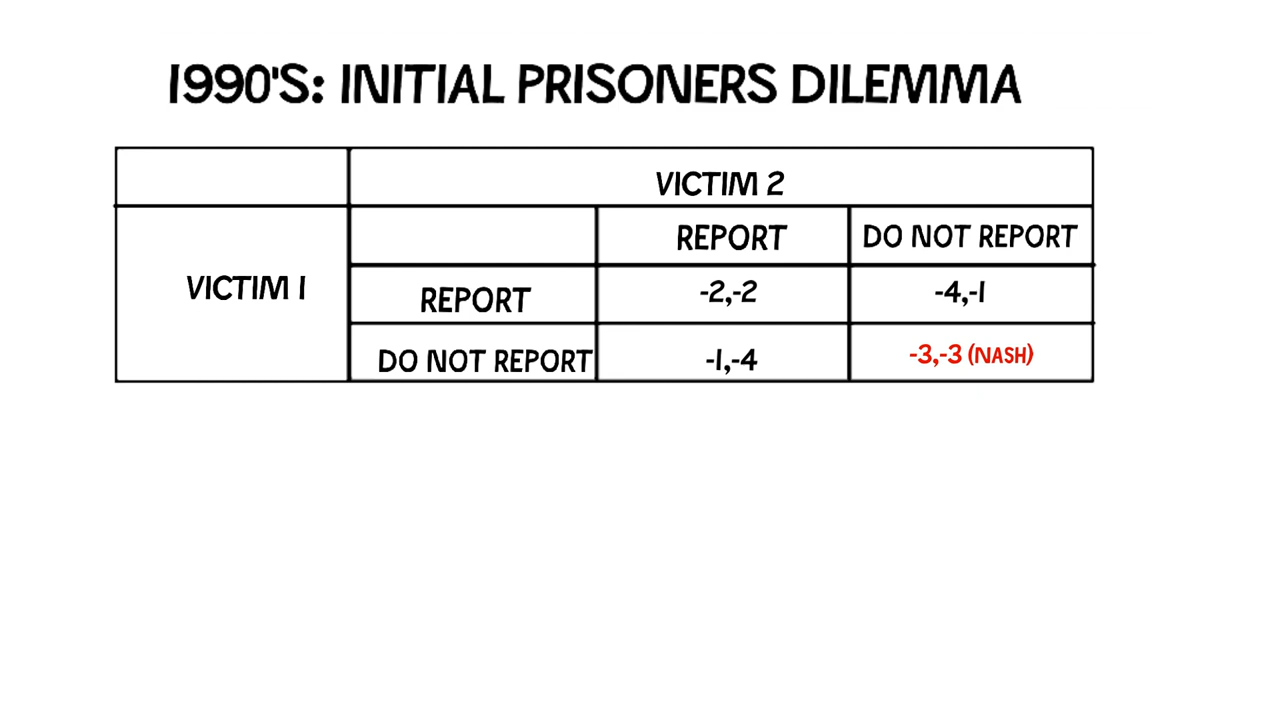 1990'S: INITIAL PRISONERS DILEMMA
VICTIM 2
REPORT DO NOT REPORT
VICTIM 1
REPORT -2,-2 -4,-1
DO NOT REPORT -1,-4 -3,-3 (NASH)